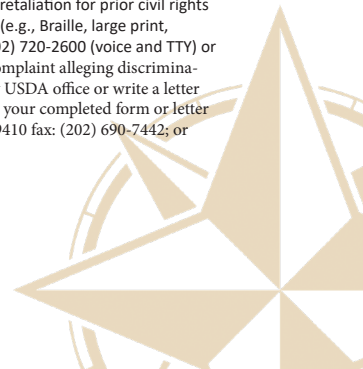 retaliation for prior civil rights
(e.g., Braille, large print,
02) 720-2600 (voice and TTY) or
omplaint alleging discrimina-
USDA office or write a letter
your completed form or letter
9410 fax: (202) 690-7442; or